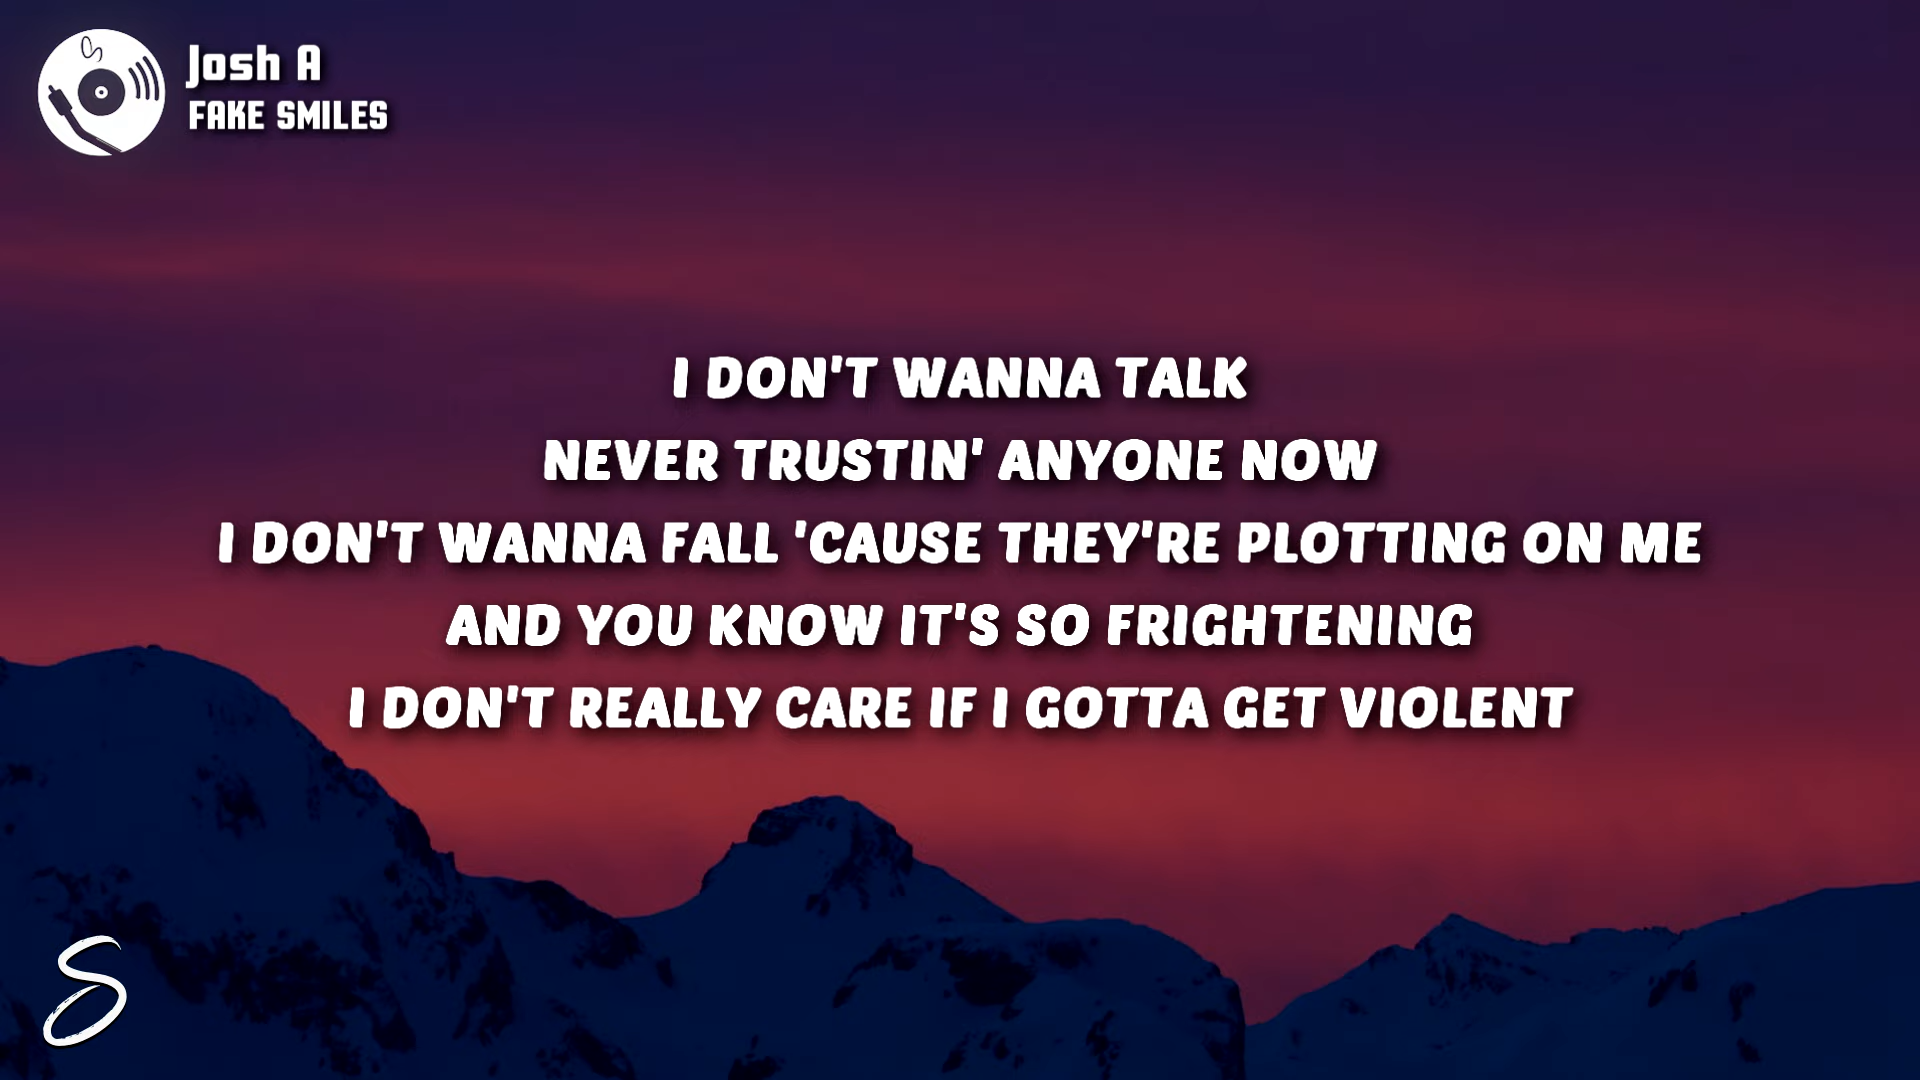 Josh A
FAKE SMILES
I DON'T WANNA TALK
NEVER TRUSTIN' ANYONE NOW
I DON'T WANNA FALL 'CAUSE THEY'RE PLOTTING ON ME
AND YOU KNOW IT'S SO FRIGHTENING
I DON'T REALLY CARE IF I GOTTA GET VIOLENT
S